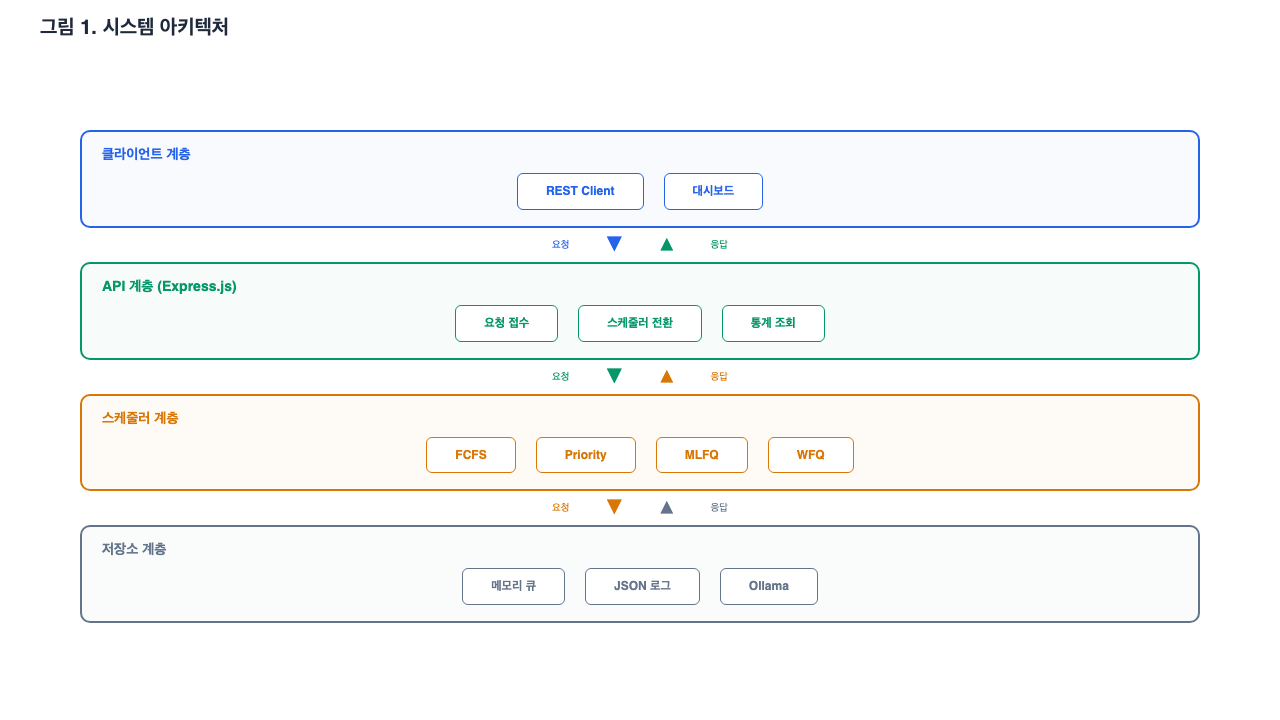 그림 1. 시스템 아키텍처
클라이언트 계층
REST Client 대시보드
요청 ▼ ▲ 응답
API 계층 (Express.js)
요청 접수 스케줄러 전환 통계 조회
요청 ▼ ▲ 응답
스케줄러 계층
FCFS Priority MLFQ WFQ
요청 ▼ ▲ 응답
저장소 계층
메모리 큐 JSON 로그 Ollama